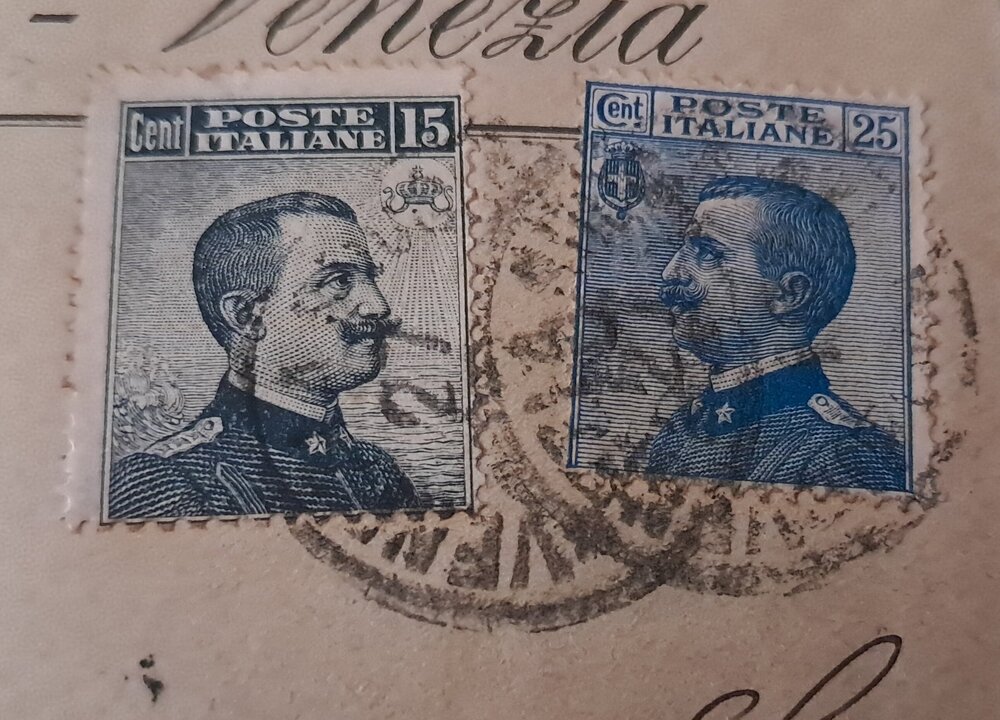 - Venezia
Cent POSTE ITALIANE 15
Cent POSTE ITALIANE 25